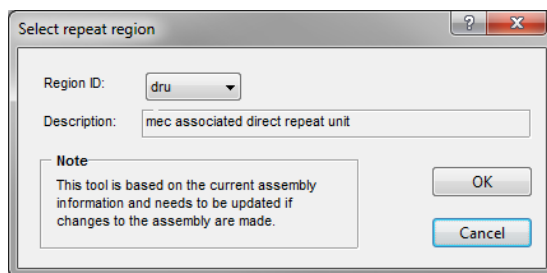 Select repeat region
?
X
Region ID:
dru
Description:
mec associated direct repeat unit
Note
This tool is based on the current assembly
information and needs to be updated if
changes to the assembly are made.
OK
Cancel